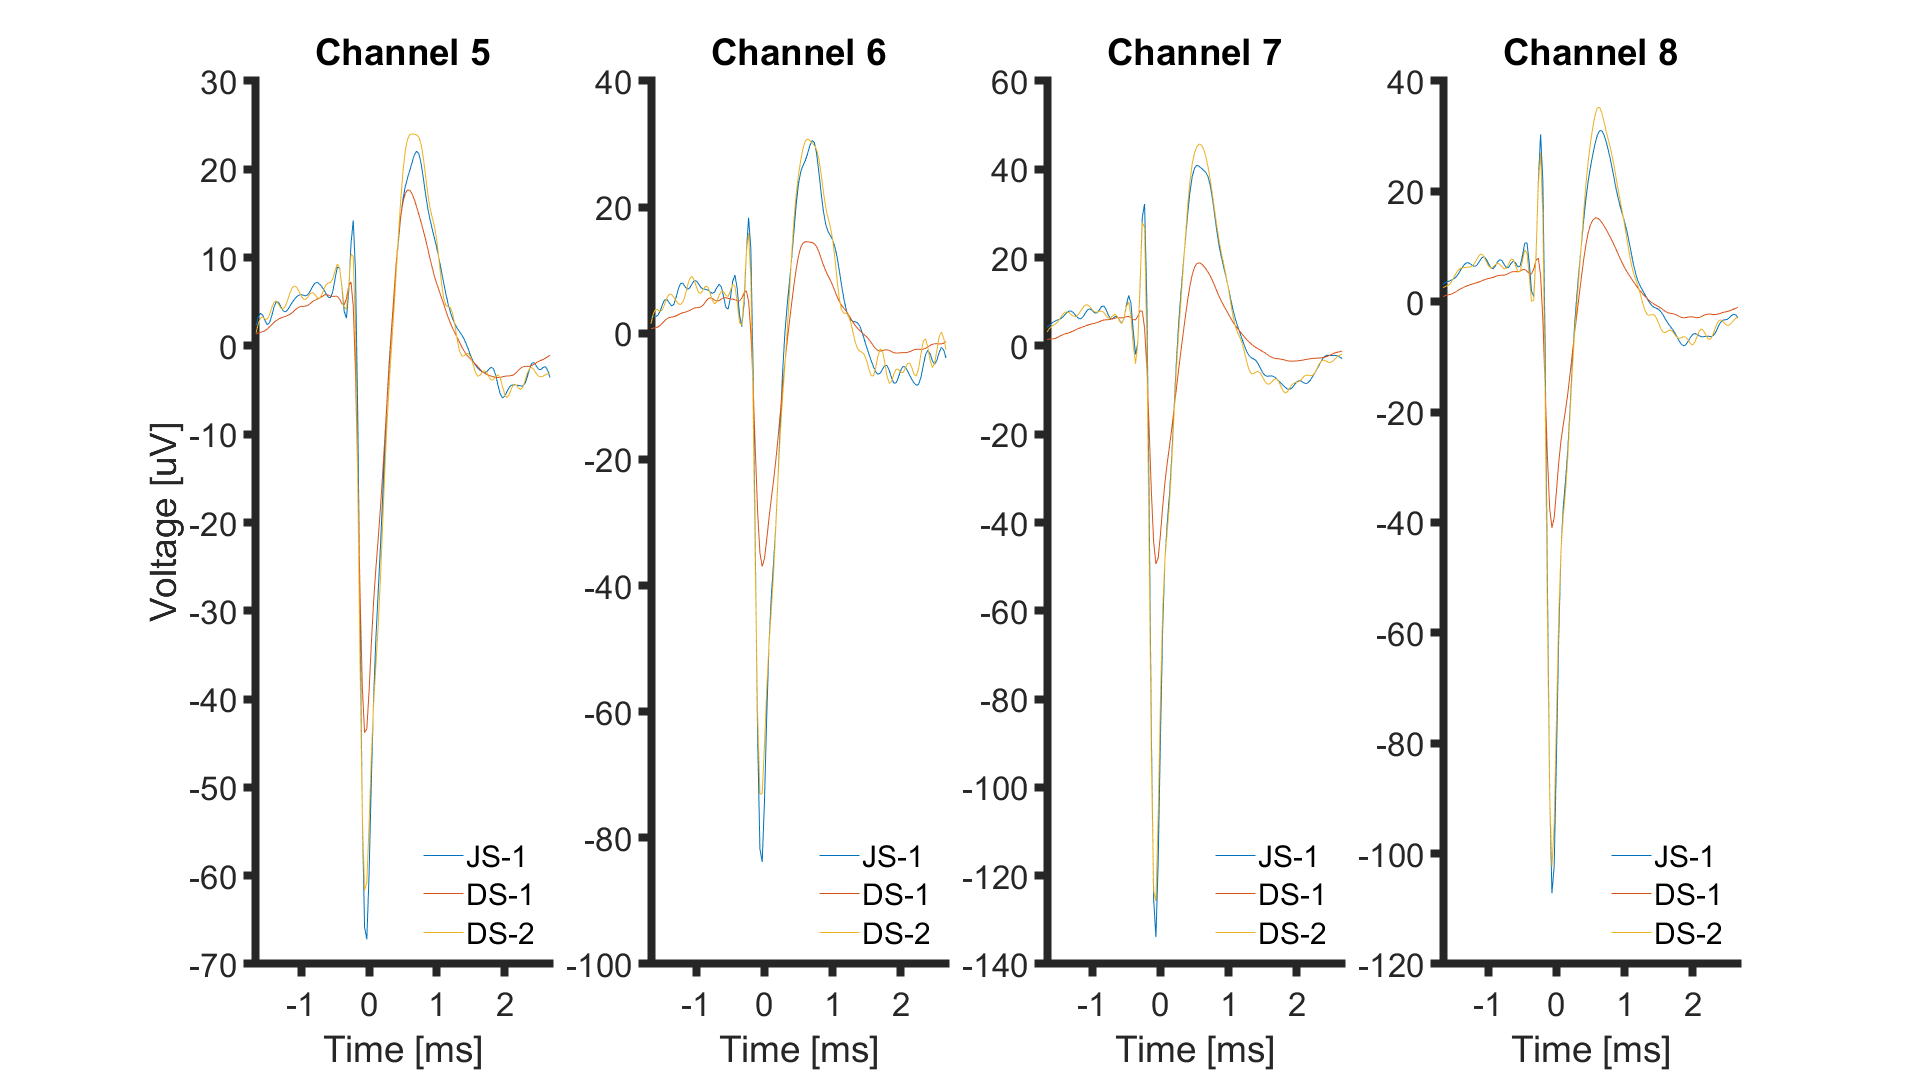 Channel 5
Channel 6
Channel 7
Channel 8
Voltage [uV]
30
20
10
0
-10
-20
-30
-40
-50
-60
-70
-1 0 1 2
Time [ms]
JS-1
DS-1
DS-2
40
20
0
-20
-40
-60
-80
-100
-1 0 1 2
Time [ms]
JS-1
DS-1
DS-2
60
40
20
0
-20
-40
-60
-80
-100
-120
-140
-1 0 1 2
Time [ms]
JS-1
DS-1
DS-2
40
20
0
-20
-40
-60
-80
-100
-120
-1 0 1 2
Time [ms]
JS-1
DS-1
DS-2